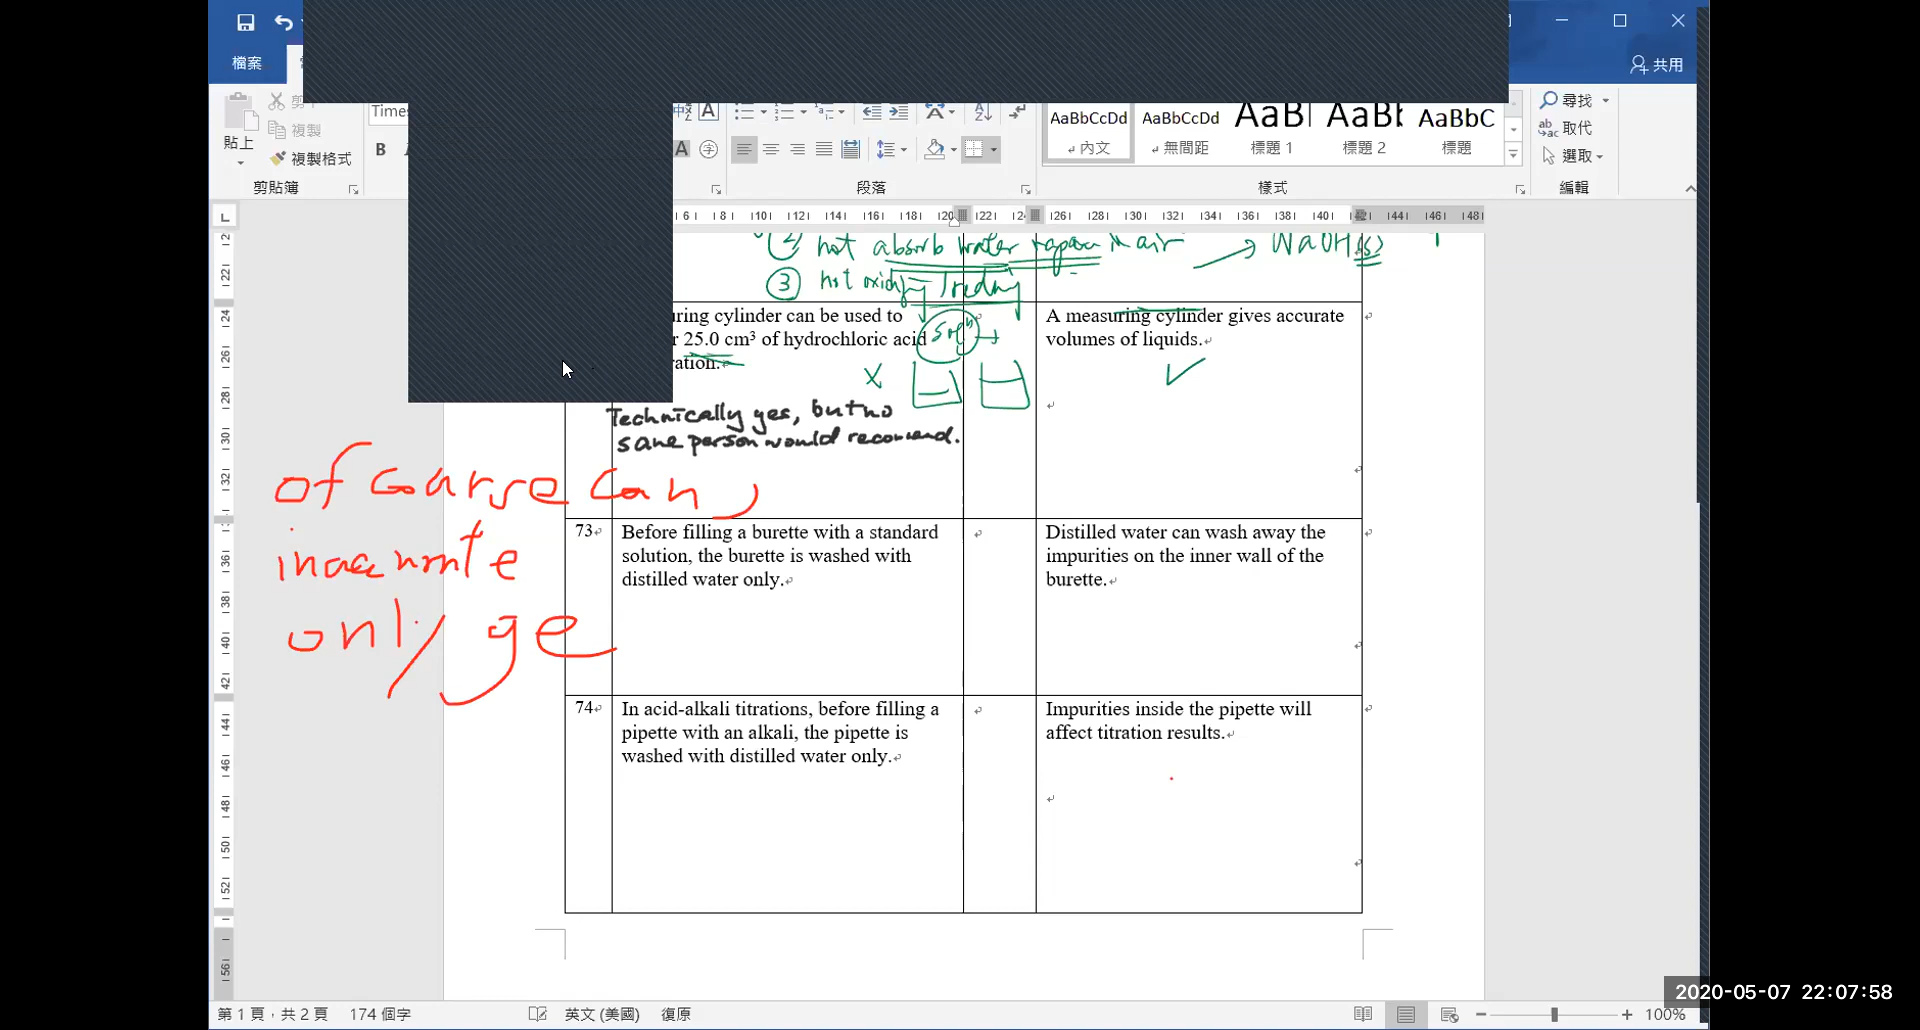 檔案
共用
剪
複製
貼上
複製格式
剪貼簿
Times
B
AaBbCcDd
內文
AaBbCcDd
無間距
AaBl
標題 1
AaBb
標題 2
AaBbC
標題
段落
樣式
尋找
取代
選取
編輯
not absorb water vapour in air → NaOH(s)
③ not oxidizing / reducing
uring cylinder can be used to
r 25.0 cm³ of hydrochloric acid
ration.
A measuring cylinder gives accurate
volumes of liquids.
Technically yes, but no
sane person would recommend.
of coarse can,
inaccurate
only ge
73
Before filling a burette with a standard
solution, the burette is washed with
distilled water only.
Distilled water can wash away the
impurities on the inner wall of the
burette.
74
In acid-alkali titrations, before filling a
pipette with an alkali, the pipette is
washed with distilled water only.
Impurities inside the pipette will
affect titration results.
第 1 頁，共 2 頁
174 個字
英文 (美國)
復原
100%
2020-05-07 22:07:58